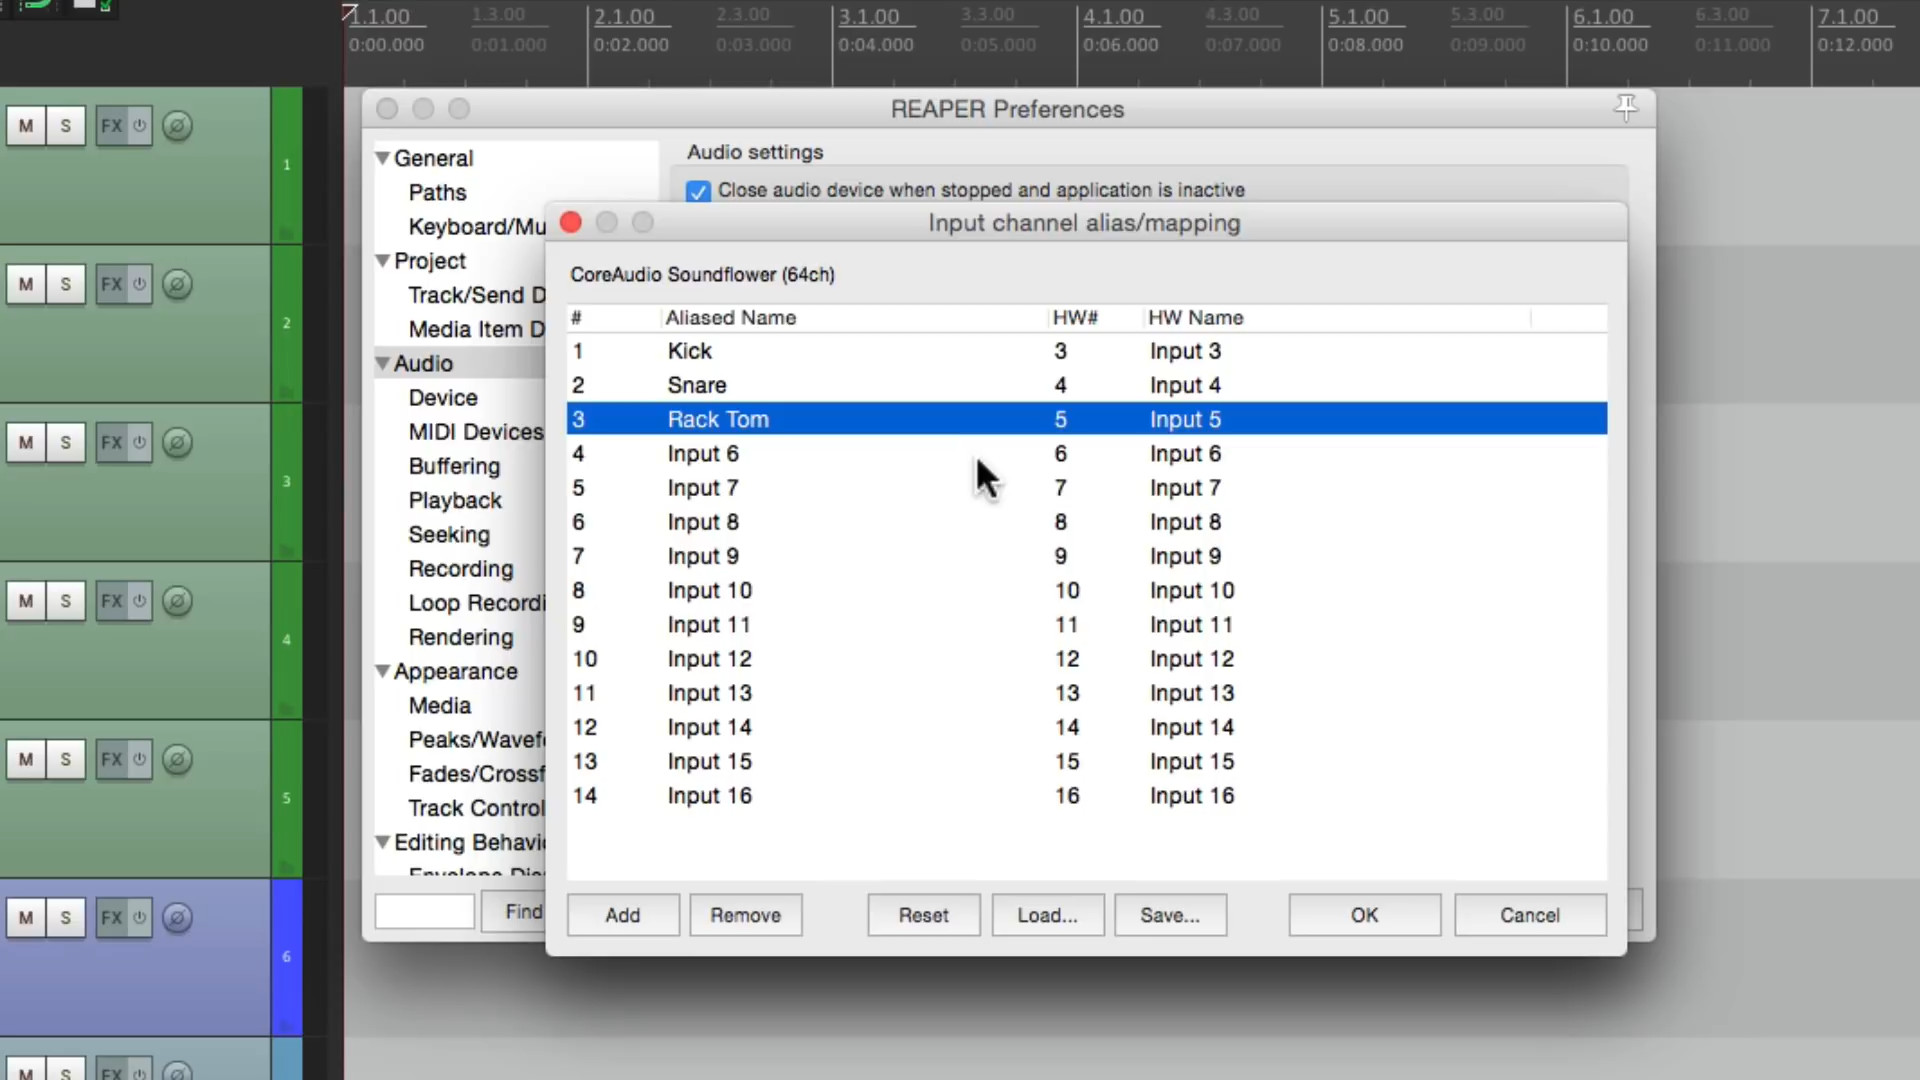 1.1.00 1.3.00 2.1.00 2.3.00 3.1.00 3.3.00 4.1.00 4.3.00 5.1.00 5.3.00 6.1.00 6.3.00 7.1.00
0:00.000 0:01.000 0:02.000 0:03.000 0:04.000 0:05.000 0:06.000 0:07.000 0:08.000 0:09.000 0:10.000 0:11.000 0:12.000
M S FX 1
M S FX 2
M S FX 3
M S FX 4
M S FX 5
M S FX 6
M S FX
REAPER Preferences
General
Paths
Keyboard/Mu
Project
Track/Send D
Media Item D
Audio
Device
MIDI Devices
Buffering
Playback
Seeking
Recording
Loop Recordi
Rendering
Appearance
Media
Peaks/Wavef
Fades/Crossf
Track Control
Editing Behavi
Envelope Dis
Find
Audio settings
Close audio device when stopped and application is inactive
Input channel alias/mapping
CoreAudio Soundflower (64ch)
# Aliased Name HW# HW Name
1 Kick 3 Input 3
2 Snare 4 Input 4
3 Rack Tom 5 Input 5
4 Input 6 6 Input 6
5 Input 7 7 Input 7
6 Input 8 8 Input 8
7 Input 9 9 Input 9
8 Input 10 10 Input 10
9 Input 11 11 Input 11
10 Input 12 12 Input 12
11 Input 13 13 Input 13
12 Input 14 14 Input 14
13 Input 15 15 Input 15
14 Input 16 16 Input 16
Add Remove Reset Load... Save... OK Cancel